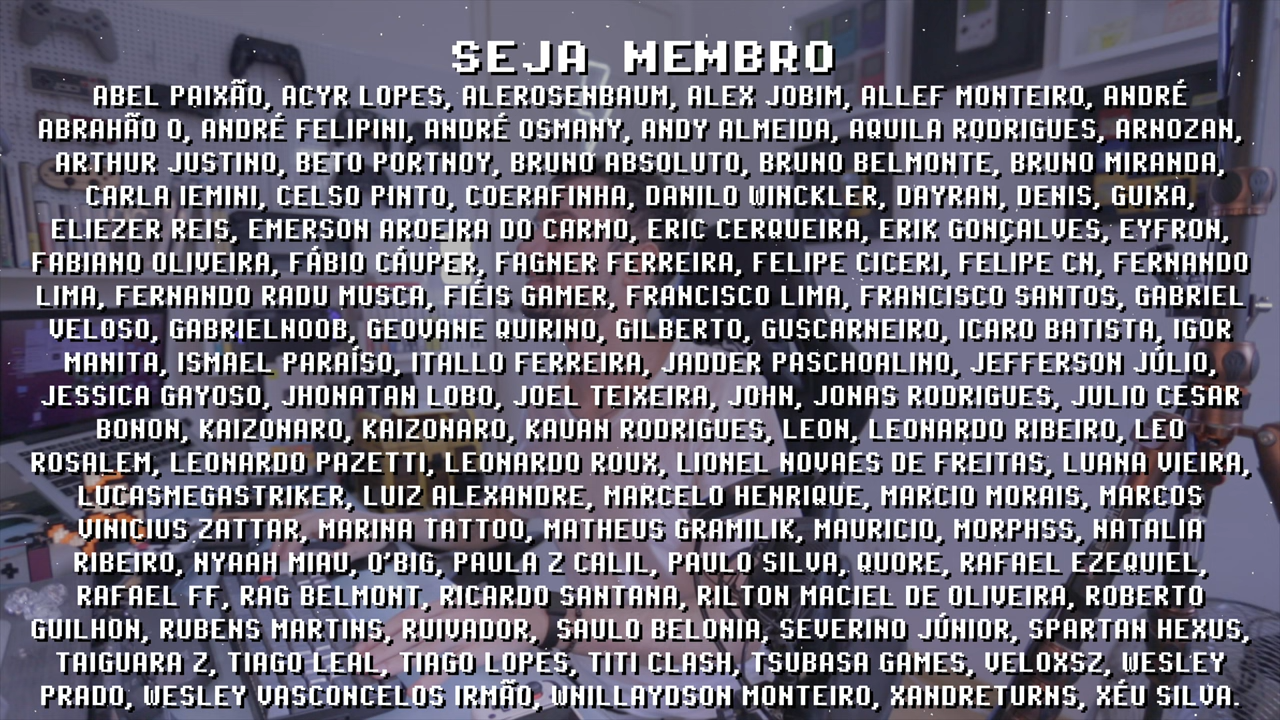 SEJA MEMBRO
ABEL PAIXÃO, ACYR LOPES, ALEROSENBAUM, ALEX JOBIM, ALLEF MONTEIRO, ANDRÉ
ABRAHÃO O, ANDRÉ FELIPINI, ANDRÉ OSMANY, ANDY ALMEIDA, AQUILA RODRIGUES, ARNOZAN,
ARTHUR JUSTINO, BETO PORTNOY, BRUNO ABSOLUTO, BRUNO BELMONTE, BRUNO MIRANDA,
CARLA IEMINI, CELSO PINTO, COERAFINHA, DANILO WINCKLER, DAYRAN, DENIS, GUIXA,
ELIEZER REIS, EMERSON AROEIRA DO CARMO, ERIC CERQUEIRA, ERIK GONÇALVES, EYFRON,
FABIANO OLIVEIRA, FÁBIO CÁUPER, FAGNER FERREIRA, FELIPE CICERI, FELIPE CN, FERNANDO
LIMA, FERNANDO RADU MUSCA, FIÉIS GAMER, FRANCISCO LIMA, FRANCISCO SANTOS, GABRIEL
VELOSO, GABRIELNOOB, GEOVANE QUIRINO, GILBERTO, GUSCARNEIRO, ICARO BATISTA, IGOR
MANITA, ISMAEL PARAÍSO, ITALLO FERREIRA, JADDER PASCHOALINO, JEFFERSON JÚLIO,
JESSICA GAYOSO, JHONATAN LOBO, JOEL TEIXEIRA, JOHN, JONAS RODRIGUES, JULIO CESAR
BONON, KAIZONARO, KAIZONARO, KAUAN RODRIGUES, LEON, LEONARDO RIBEIRO, LEO
ROSALEM, LEONARDO PAZETTI, LEONARDO ROUX, LIONEL NOVAES DE FREITAS, LUANA VIEIRA,
LUCASMEGASTRIKER, LUIZ ALEXANDRE, MARCELO HENRIQUE, MARCIO MORAIS, MARCOS
VINICIUS ZATTAR, MARINA TATTOO, MATHEUS GRAMILIK, MAURICIO, MORPHSS, NATALIA
RIBEIRO, NYAAH MIAU, O'BIG, PAULA Z CALIL, PAULO SILVA, QUORE, RAFAEL EZEQUIEL,
RAFAEL FF, RAG BELMONT, RICARDO SANTANA, RILTON MACIEL DE OLIVEIRA, ROBERTO
GUILHON, RUBENS MARTINS, RUIVADOR, SAULO BELONIA, SEVERINO JÚNIOR, SPARTAN HEXUS,
TAIGUARA Z, TIAGO LEAL, TIAGO LOPES, TITI CLASH, TSUBASA GAMES, VELOXSZ, WESLEY
PRADO, WESLEY VASCONCELOS IRMÃO, WNILLAYDSON MONTEIRO, XANDRETURNS, XÉU SILVA.